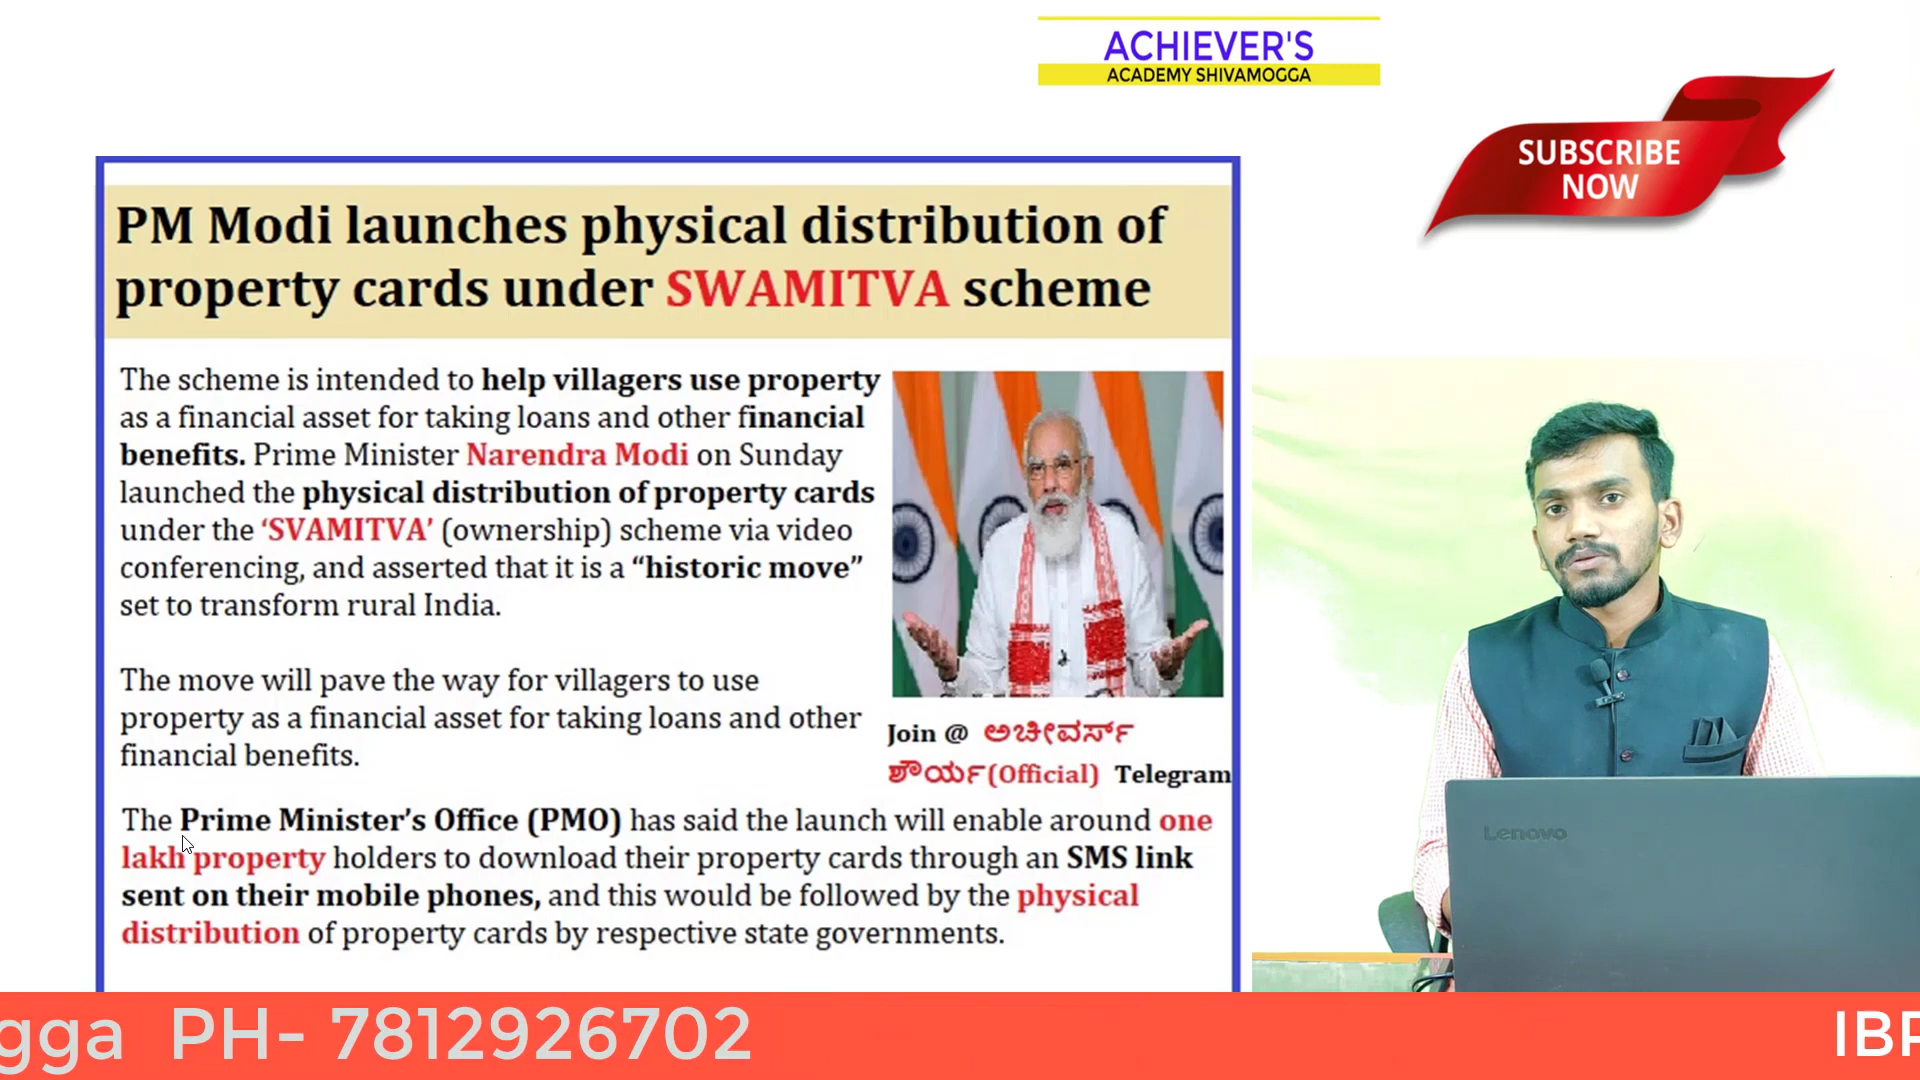 ACHIEVER'S
ACADEMY SHIVAMOGGA
SUBSCRIBE
NOW
PM Modi launches physical distribution of
property cards under SWAMITVA scheme
The scheme is intended to help villagers use property
as a financial asset for taking loans and other financial
benefits. Prime Minister Narendra Modi on Sunday
launched the physical distribution of property cards
under the ‘SVAMITVA’ (ownership) scheme via video
conferencing, and asserted that it is a “historic move”
set to transform rural India.
The move will pave the way for villagers to use
property as a financial asset for taking loans and other
financial benefits.
Join @ ಅಚೀವರ್ಸ್
ಶೌರ್ಯ(Official) Telegram
The Prime Minister’s Office (PMO) has said the launch will enable around one
lakh property holders to download their property cards through an SMS link
sent on their mobile phones, and this would be followed by the physical
distribution of property cards by respective state governments.
Lenovo
gga PH- 7812926702
IBP